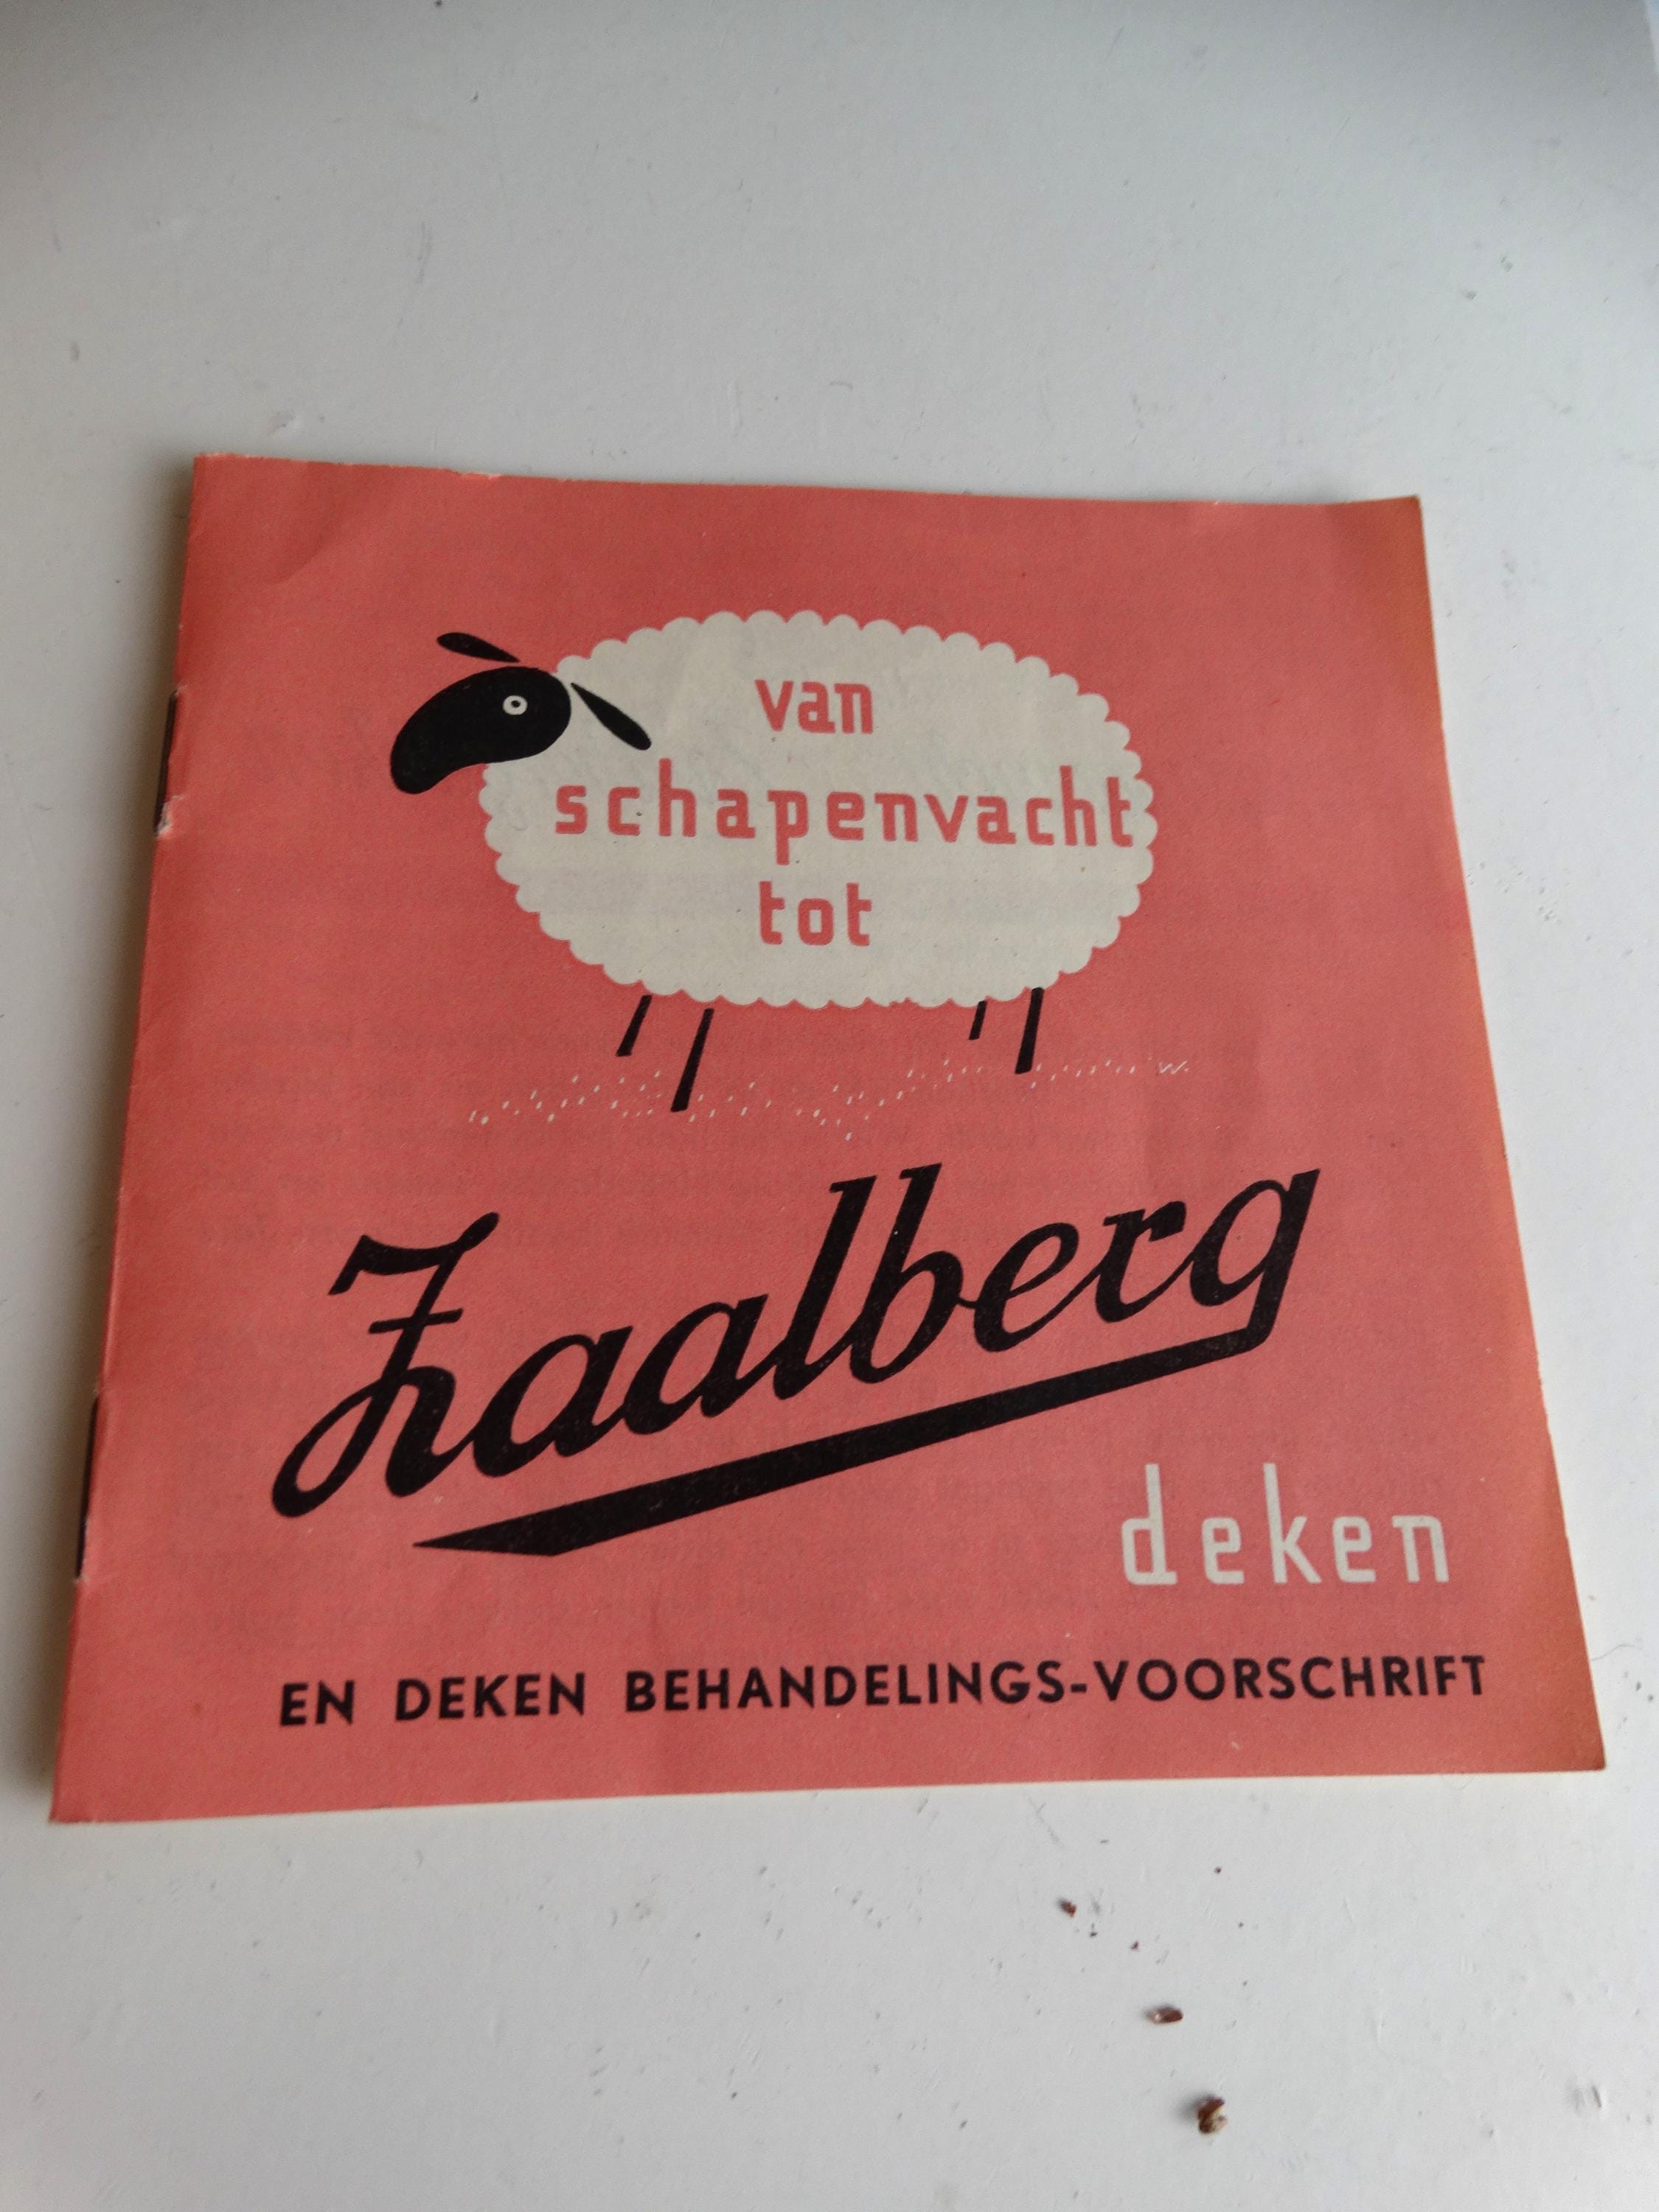 van
schapenvacht
tot
Zaalberg
deken
EN DEKEN BEHANDELINGS-VOORSCHRIFT